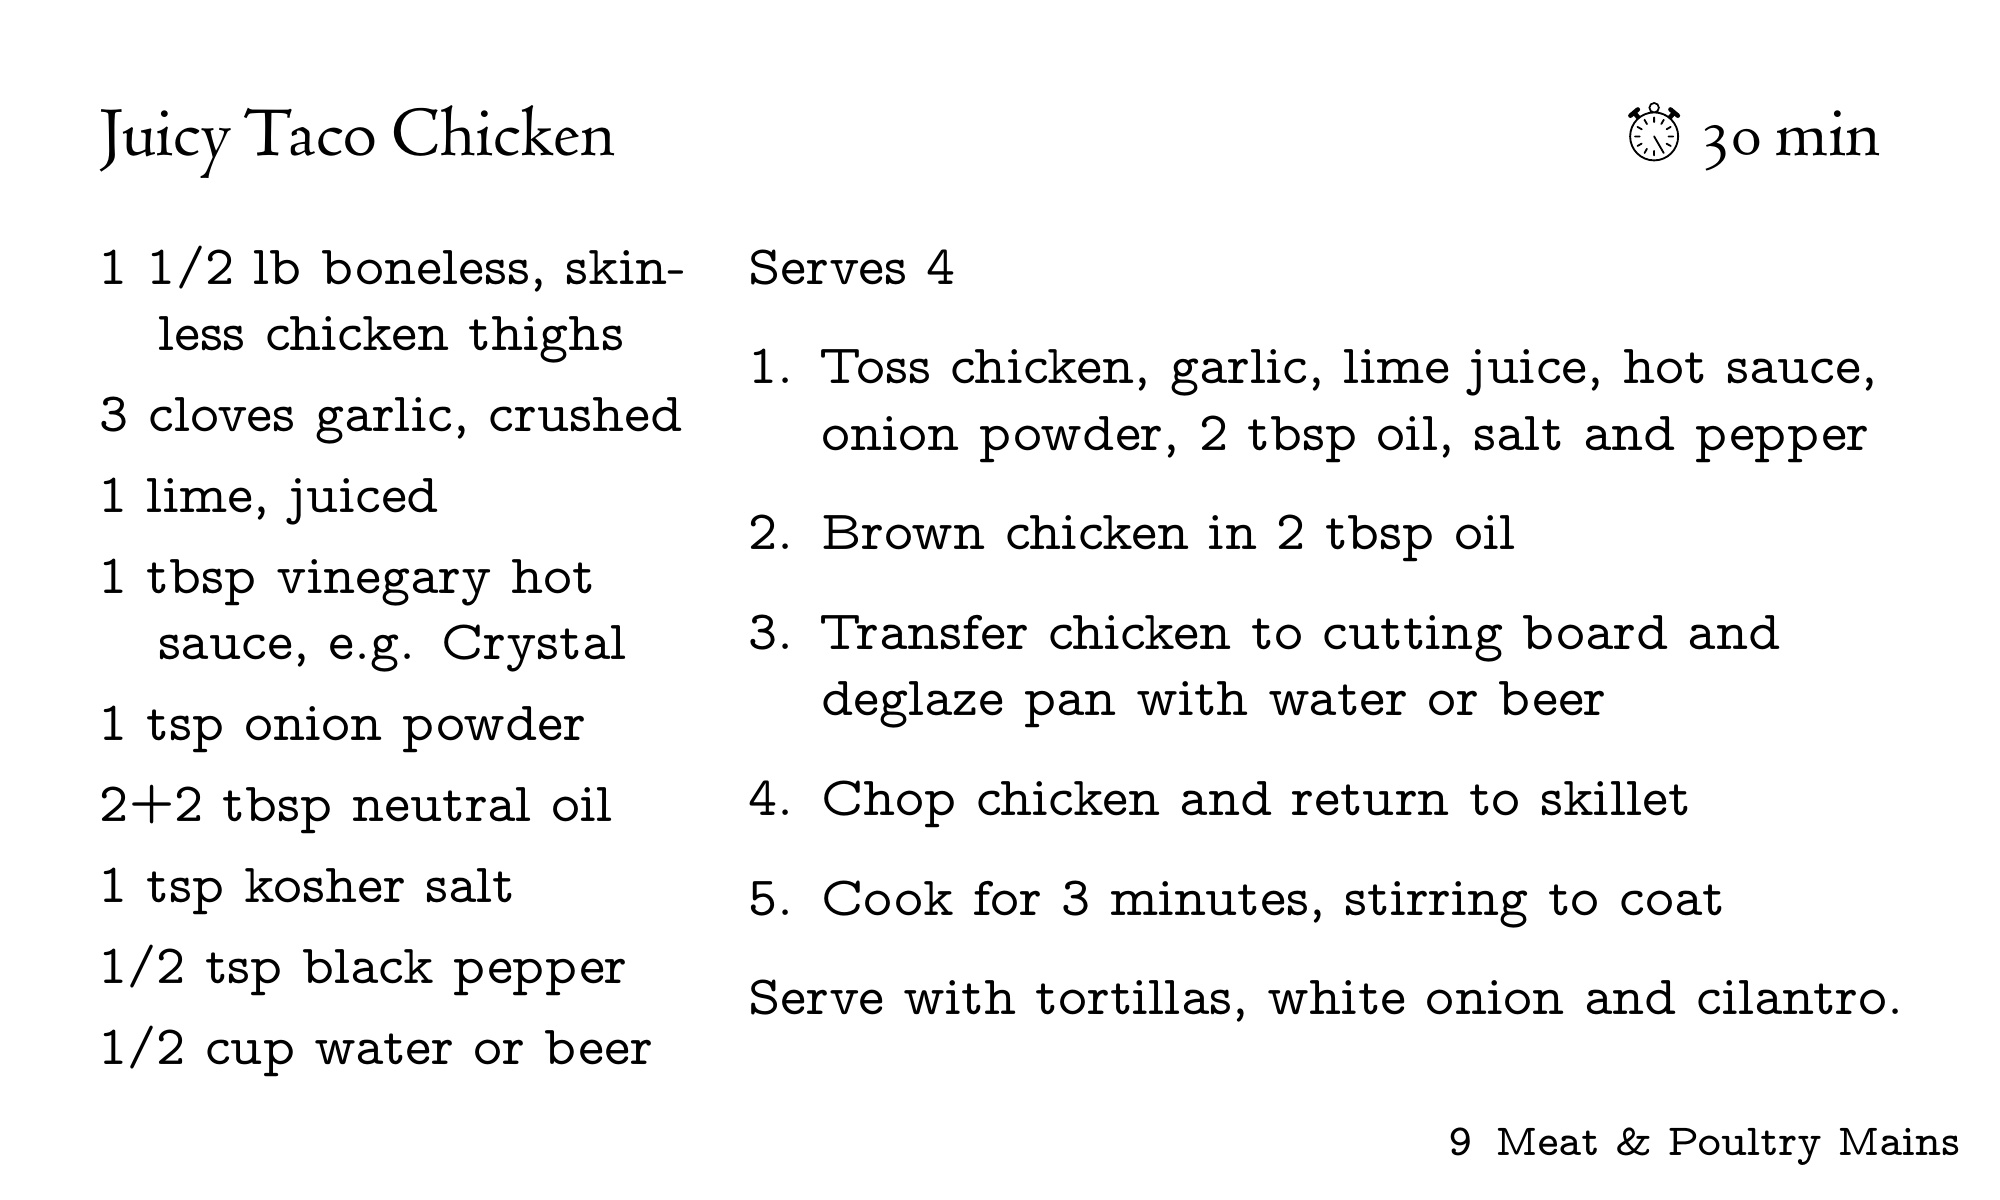 Juicy Taco Chicken
30 min
1 1/2 lb boneless, skin-
less chicken thighs
3 cloves garlic, crushed
1 lime, juiced
1 tbsp vinegary hot
sauce, e.g. Crystal
1 tsp onion powder
2+2 tbsp neutral oil
1 tsp kosher salt
1/2 tsp black pepper
1/2 cup water or beer
Serves 4
1. Toss chicken, garlic, lime juice, hot sauce,
onion powder, 2 tbsp oil, salt and pepper
2. Brown chicken in 2 tbsp oil
3. Transfer chicken to cutting board and
deglaze pan with water or beer
4. Chop chicken and return to skillet
5. Cook for 3 minutes, stirring to coat
Serve with tortillas, white onion and cilantro.
9 Meat & Poultry Mains